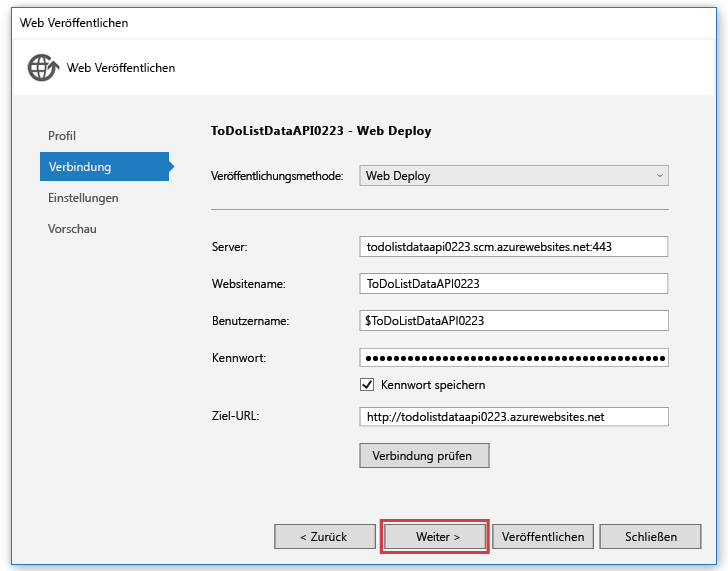 Web Veröffentlichen
Web Veröffentlichen
Profil
Verbindung
Einstellungen
Vorschau
ToDoListDataAPI0223 - Web Deploy
Veröffentlichungsmethode: Web Deploy
Server: todolistdataapi0223.scm.azurewebsites.net:443
Websitename: ToDoListDataAPI0223
Benutzername: $ToDoListDataAPI0223
Kennwort: ●●●●●●●●●●●●●●●●●●●●●●●●●●●●●●●●●●●●●●●●●●●
Kennwort speichern
Ziel-URL: http://todolistdataapi0223.azurewebsites.net
Verbindung prüfen
< Zurück Weiter > Veröffentlichen Schließen